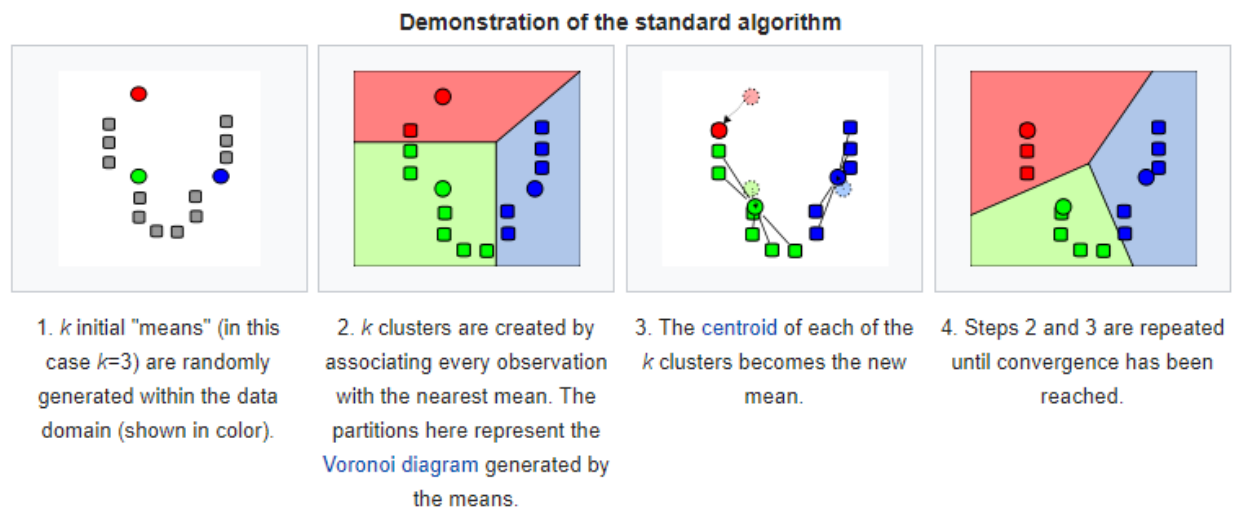 Demonstration of the standard algorithm
1. k initial "means" (in this
case k=3) are randomly
generated within the data
domain (shown in color).
2. k clusters are created by
associating every observation
with the nearest mean. The
partitions here represent the
Voronoi diagram generated by
the means.
3. The centroid of each of the
k clusters becomes the new
mean.
4. Steps 2 and 3 are repeated
until convergence has been
reached.